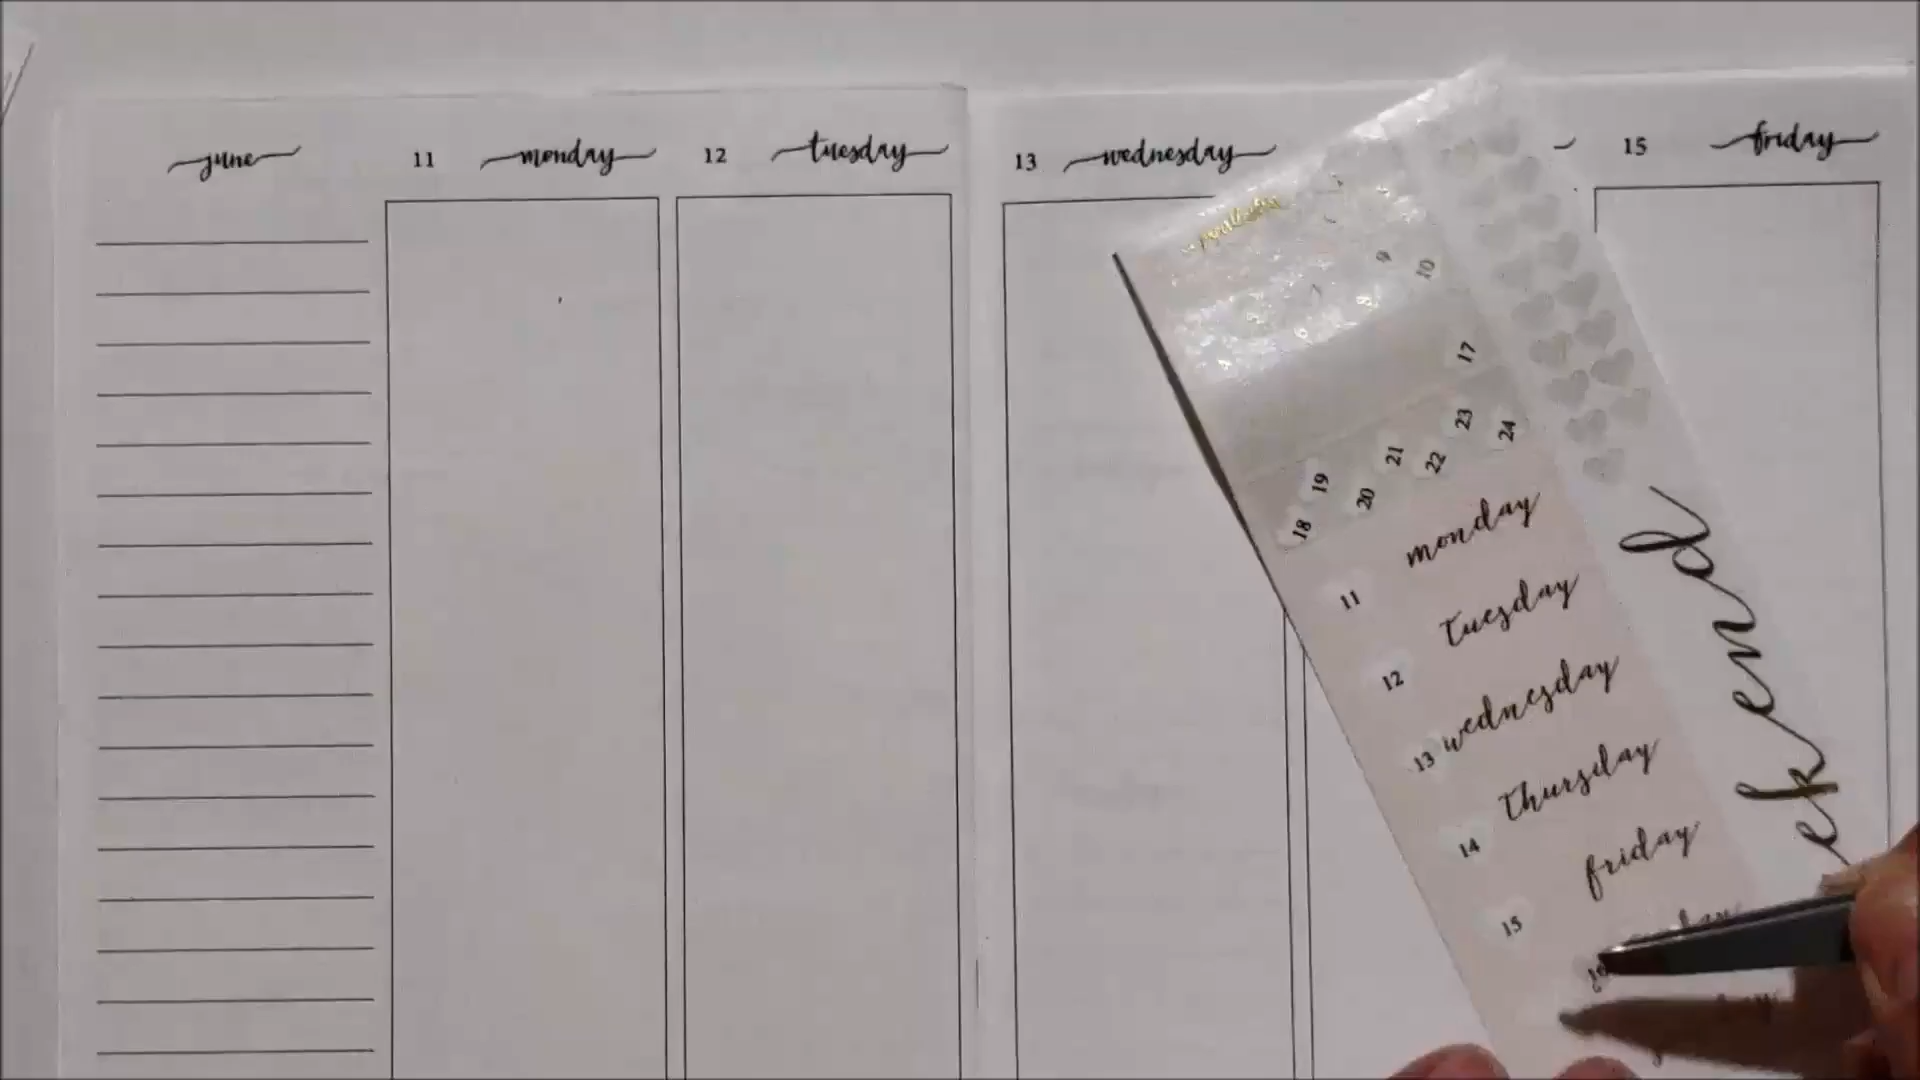 june 11 monday 12 tuesday 13 wednesday 15 friday
9 10
17
23 24
21 22
19 20
18
monday
11
tuesday
12
wednesday
13
thursday
14
friday
15
16